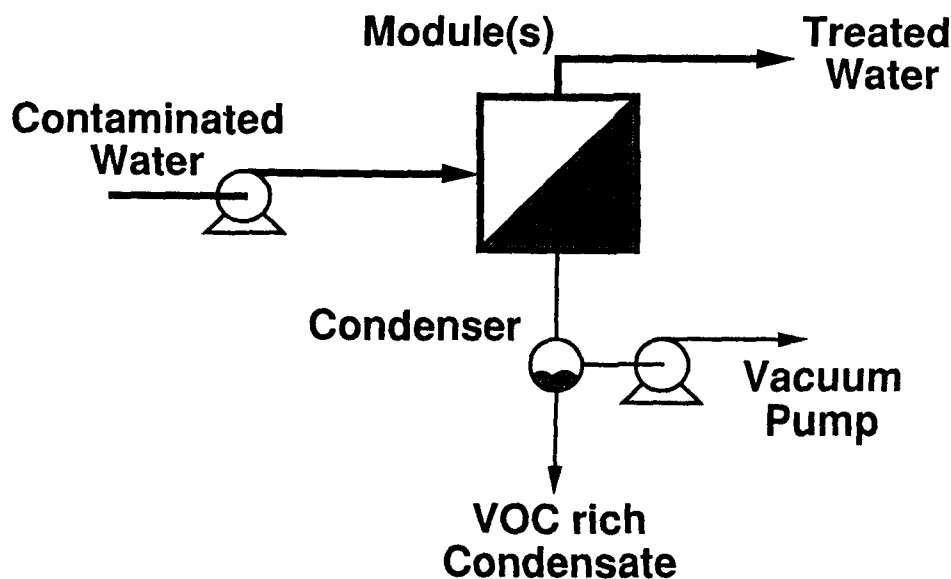 Module(s)
Treated
Water
Contaminated
Water
Condenser
Vacuum
Pump
VOC rich
Condensate